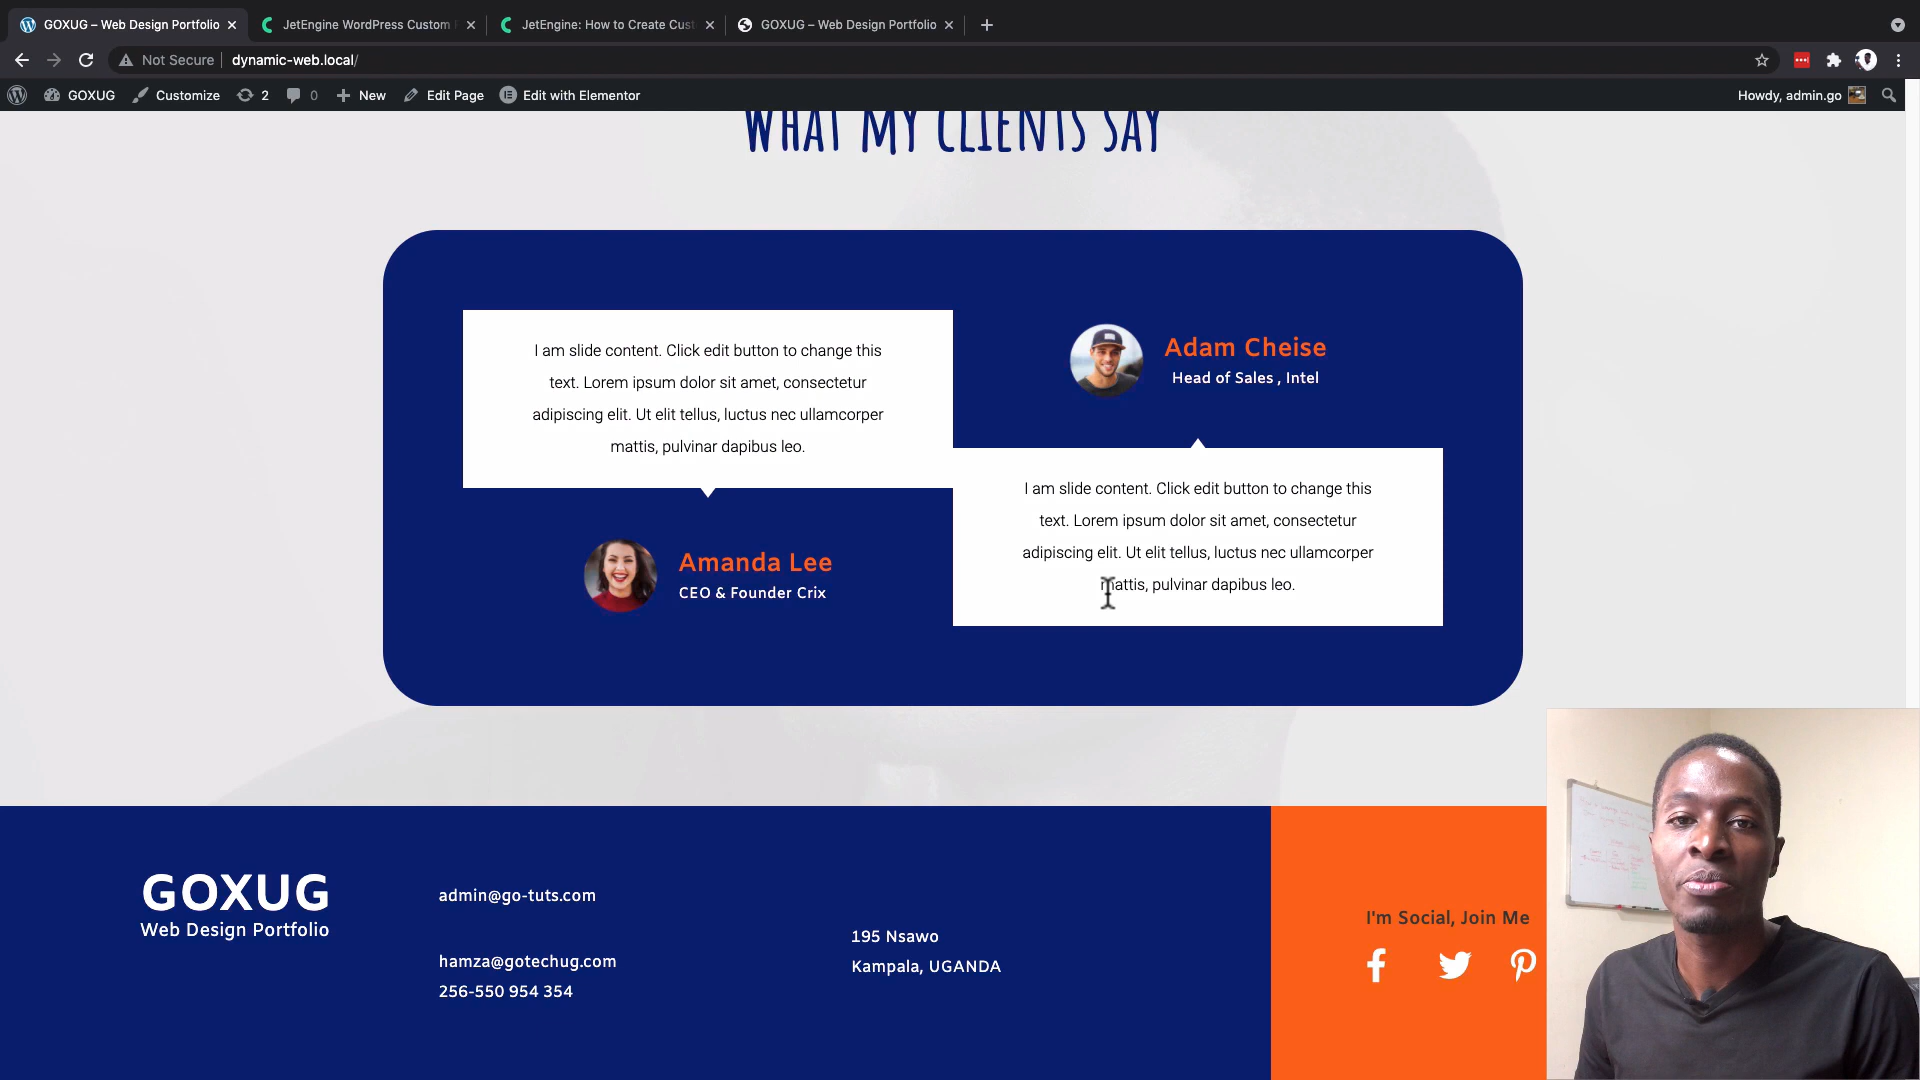 GOXUG – Web Design Portfolio
JetEngine WordPress Custom
JetEngine: How to Create Cus
GOXUG – Web Design Portfolio
Not Secure
dynamic-web.local/
GOXUG
Customize
2
0
New
Edit Page
Edit with Elementor
Howdy, admin.go
WHAT MY CLIENTS SAY
I am slide content. Click edit button to change this
text. Lorem ipsum dolor sit amet, consectetur
adipiscing elit. Ut elit tellus, luctus nec ullamcorper
mattis, pulvinar dapibus leo.
Amanda Lee
CEO & Founder Crix
Adam Cheise
Head of Sales , Intel
I am slide content. Click edit button to change this
text. Lorem ipsum dolor sit amet, consectetur
adipiscing elit. Ut elit tellus, luctus nec ullamcorper
mattis, pulvinar dapibus leo.
GOXUG
Web Design Portfolio
admin@go-tuts.com
hamza@gotechug.com
256-550 954 354
195 Nsawo
Kampala, UGANDA
I'm Social, Join Me